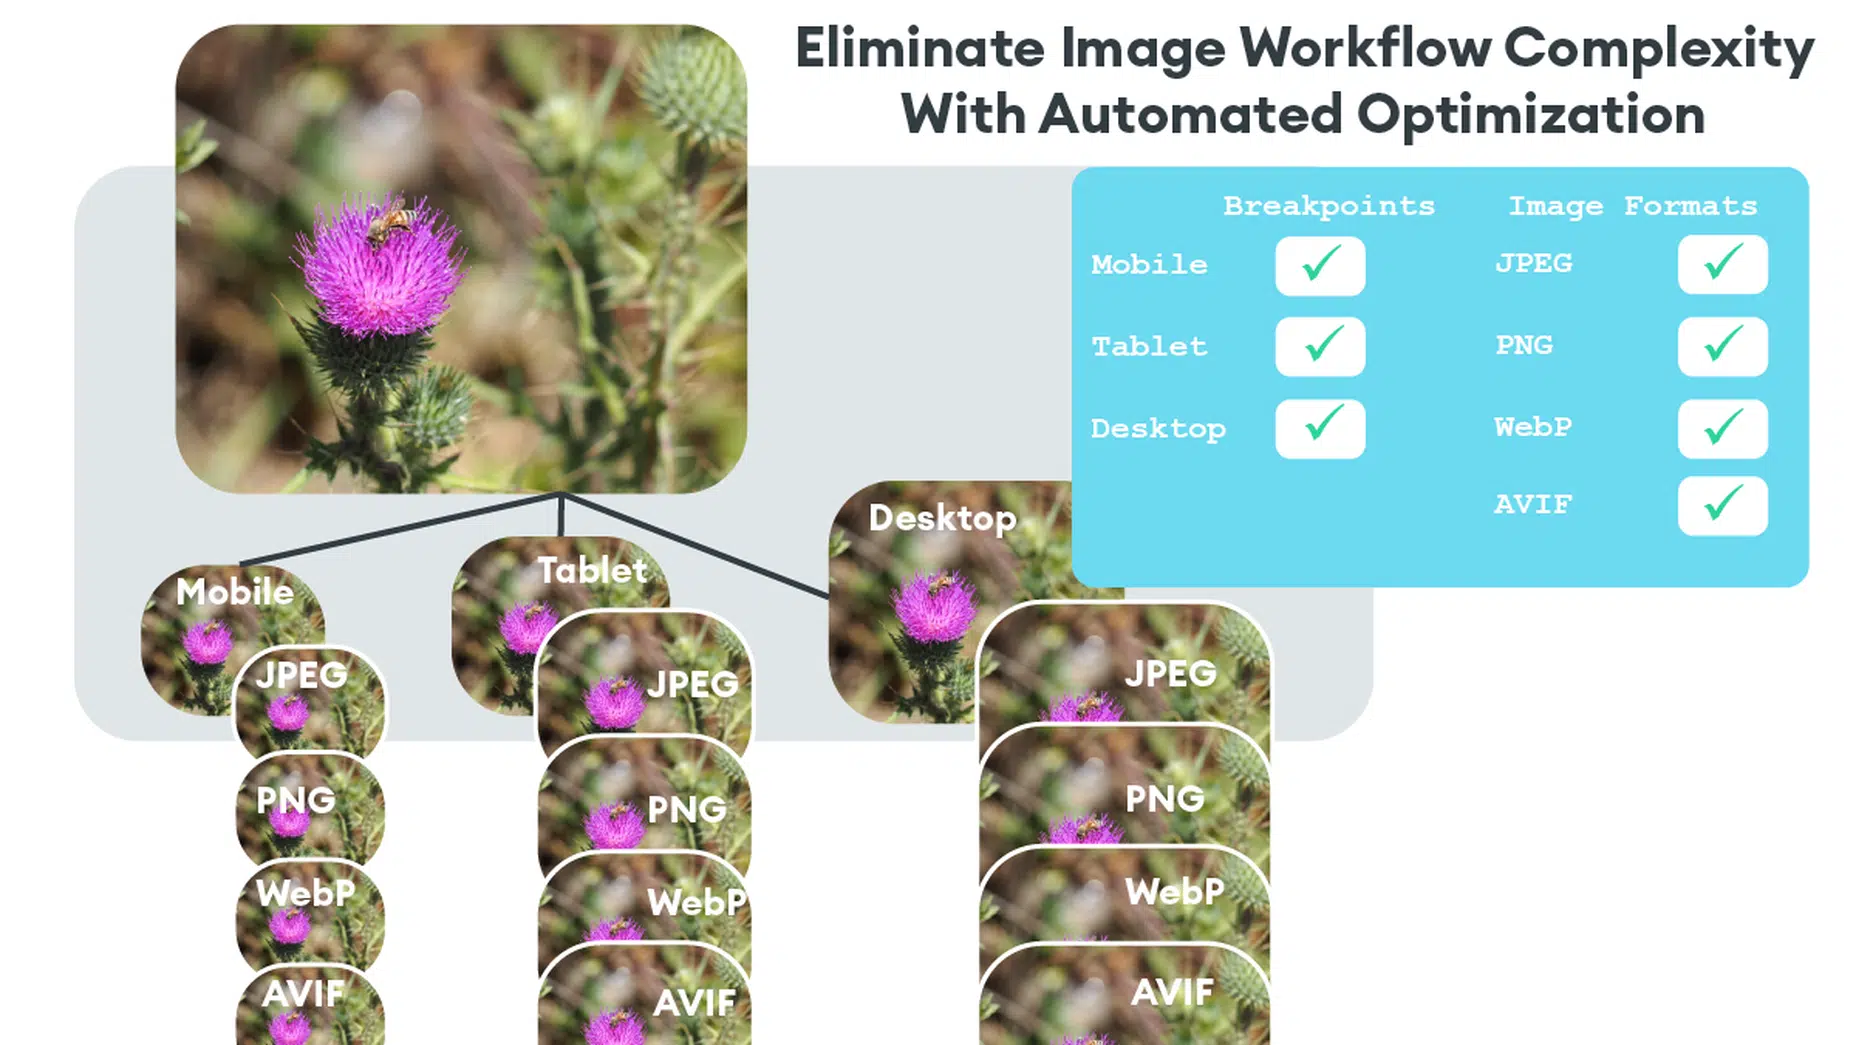 Eliminate Image Workflow Complexity
With Automated Optimization
Breakpoints
Image Formats
Mobile
JPEG
Tablet
PNG
Desktop
WebP
AVIF
Mobile
JPEG
PNG
WebP
AVIF
Tablet
JPEG
PNG
WebP
AVIF
Desktop
JPEG
PNG
WebP
AVIF